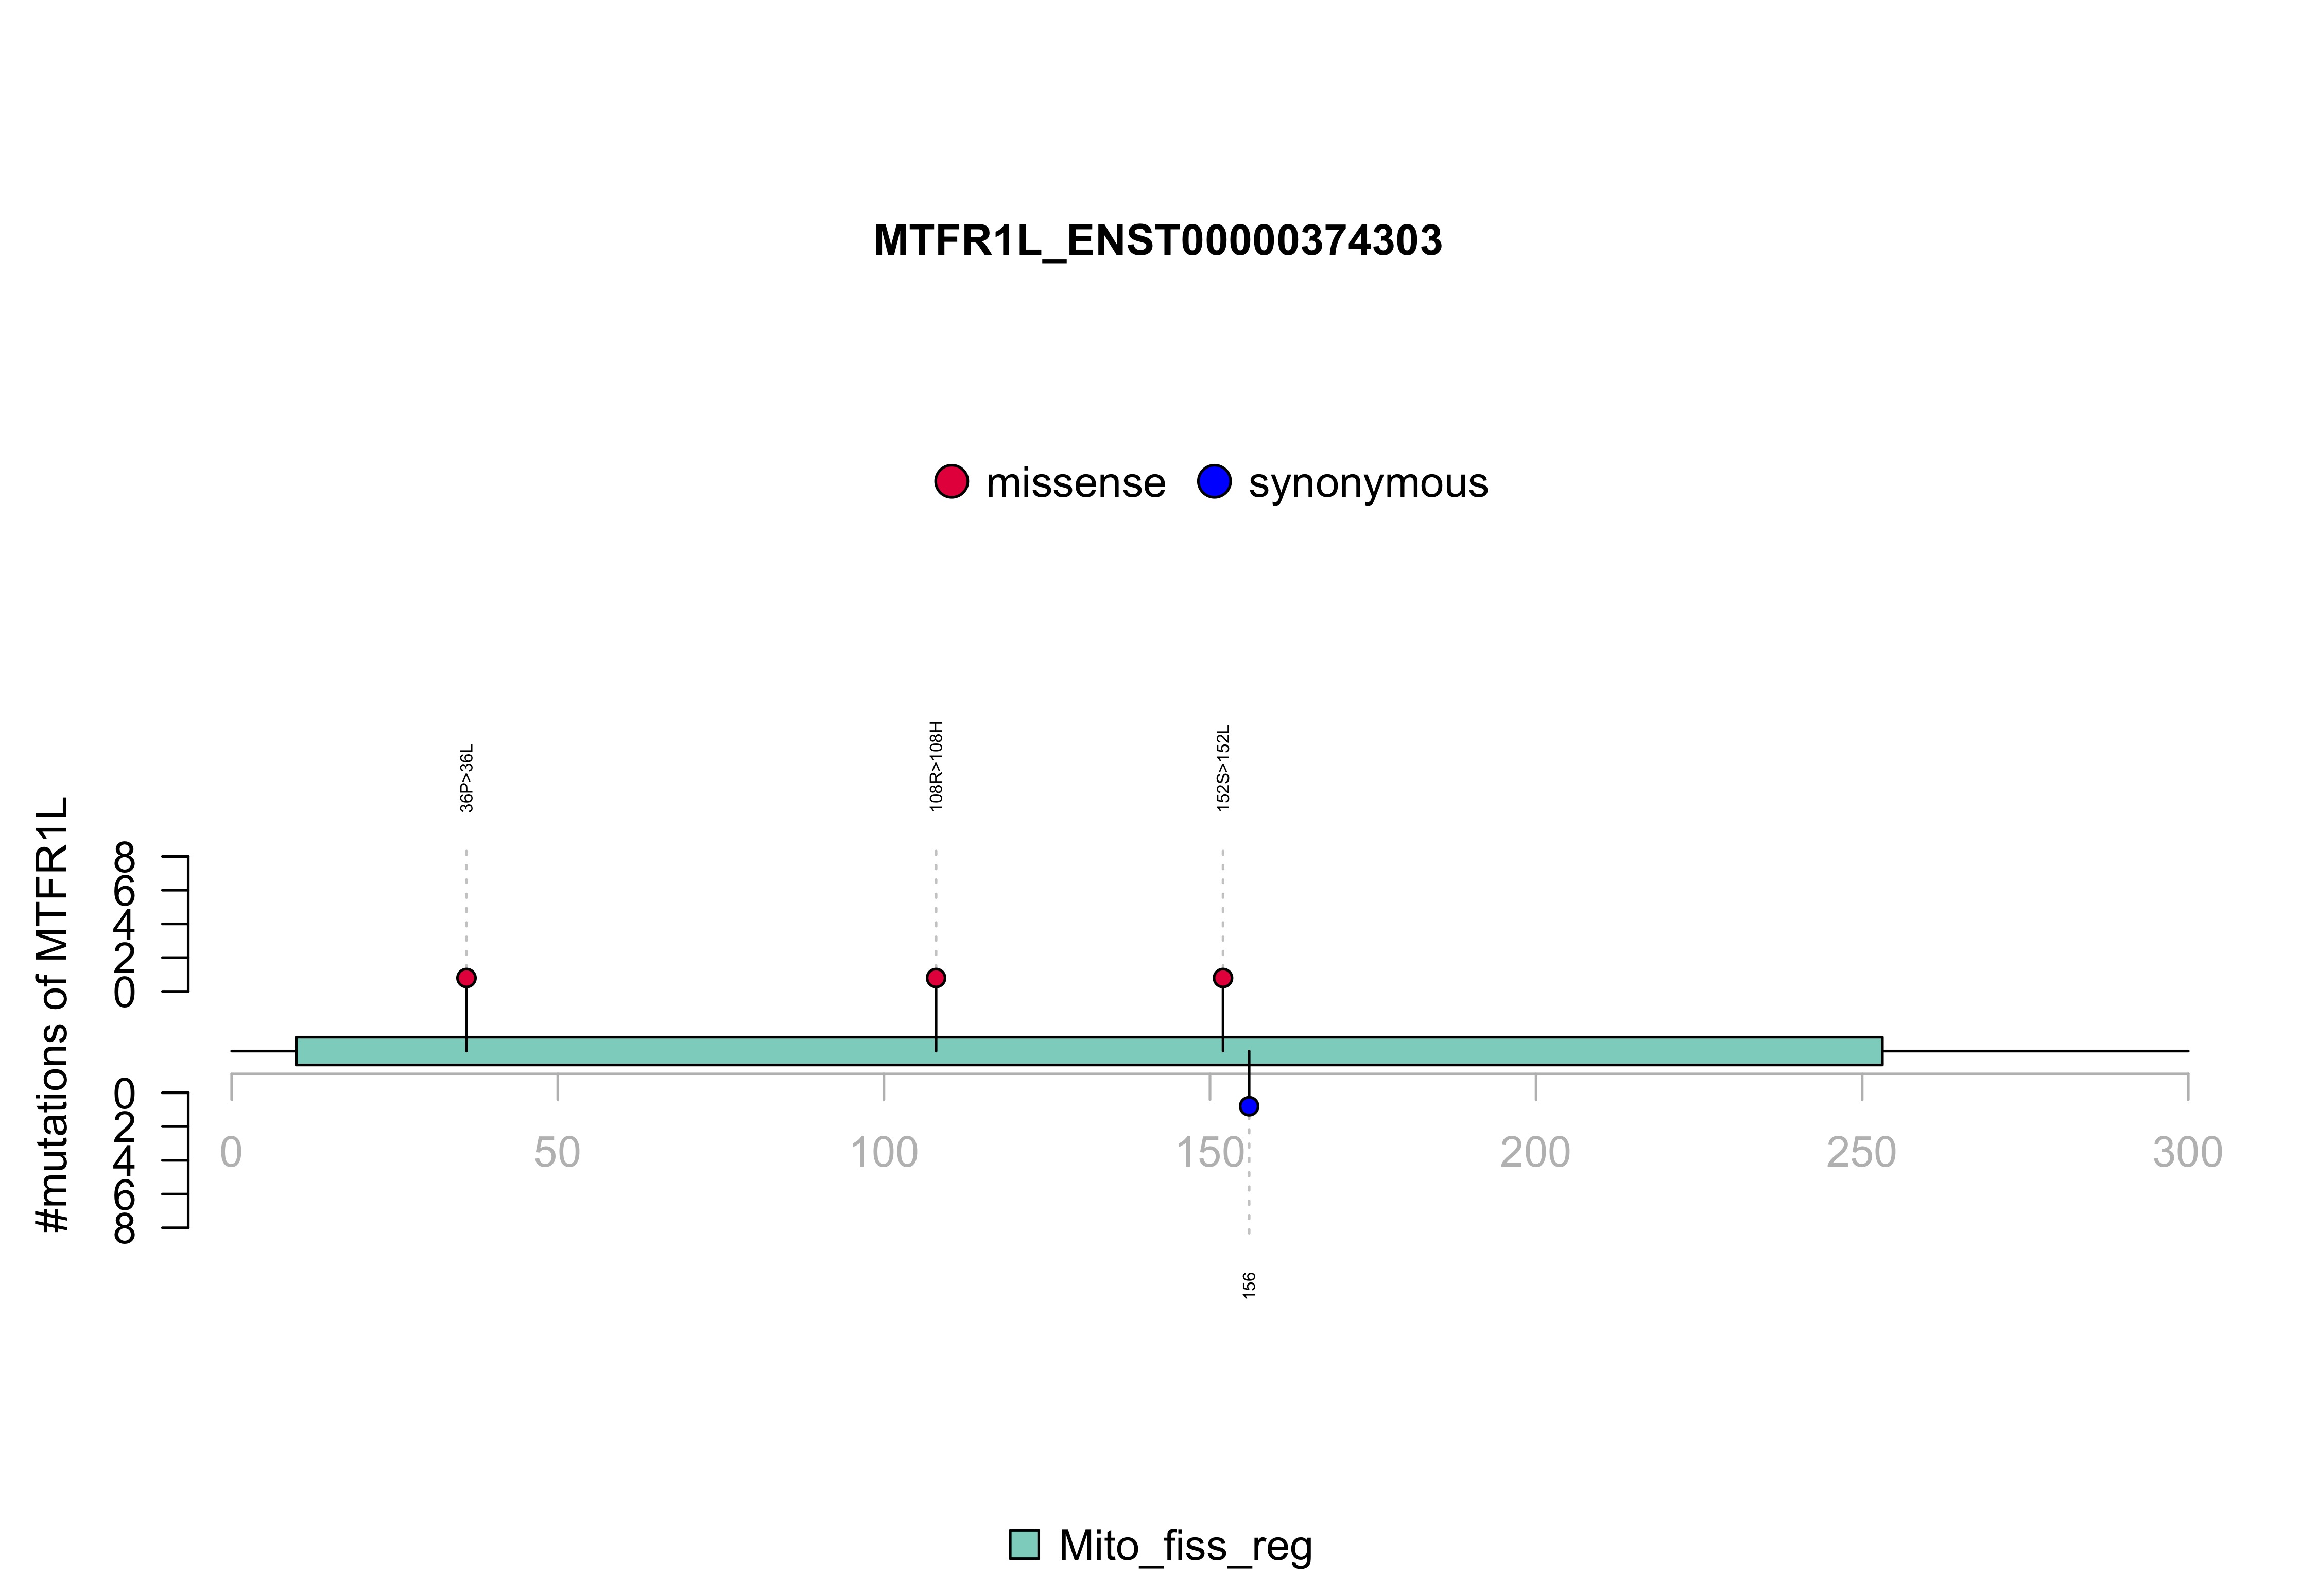 MTFR1L_ENST00000374303
missense
synonymous
36P>36L
108R>108H
152S>152L
#mutations of MTFR1L
8
6
4
2
0
0
2
4
6
8
0
50
100
150
200
250
300
156
Mito_fiss_reg